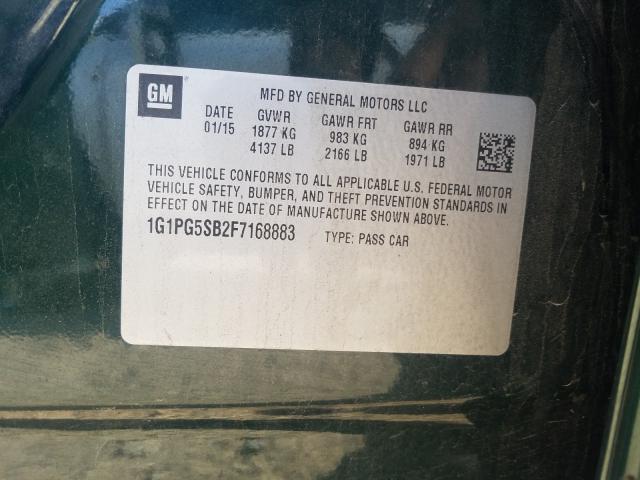 GM
MFD BY GENERAL MOTORS LLC
DATE GVWR GAWR FRT GAWR RR
01/15 1877 KG 983 KG 894 KG
4137 LB 2166 LB 1971 LB
THIS VEHICLE CONFORMS TO ALL APPLICABLE U.S. FEDERAL MOTOR
VEHICLE SAFETY, BUMPER, AND THEFT PREVENTION STANDARDS IN
EFFECT ON THE DATE OF MANUFACTURE SHOWN ABOVE.
1G1PG5SB2F7168883 TYPE: PASS CAR